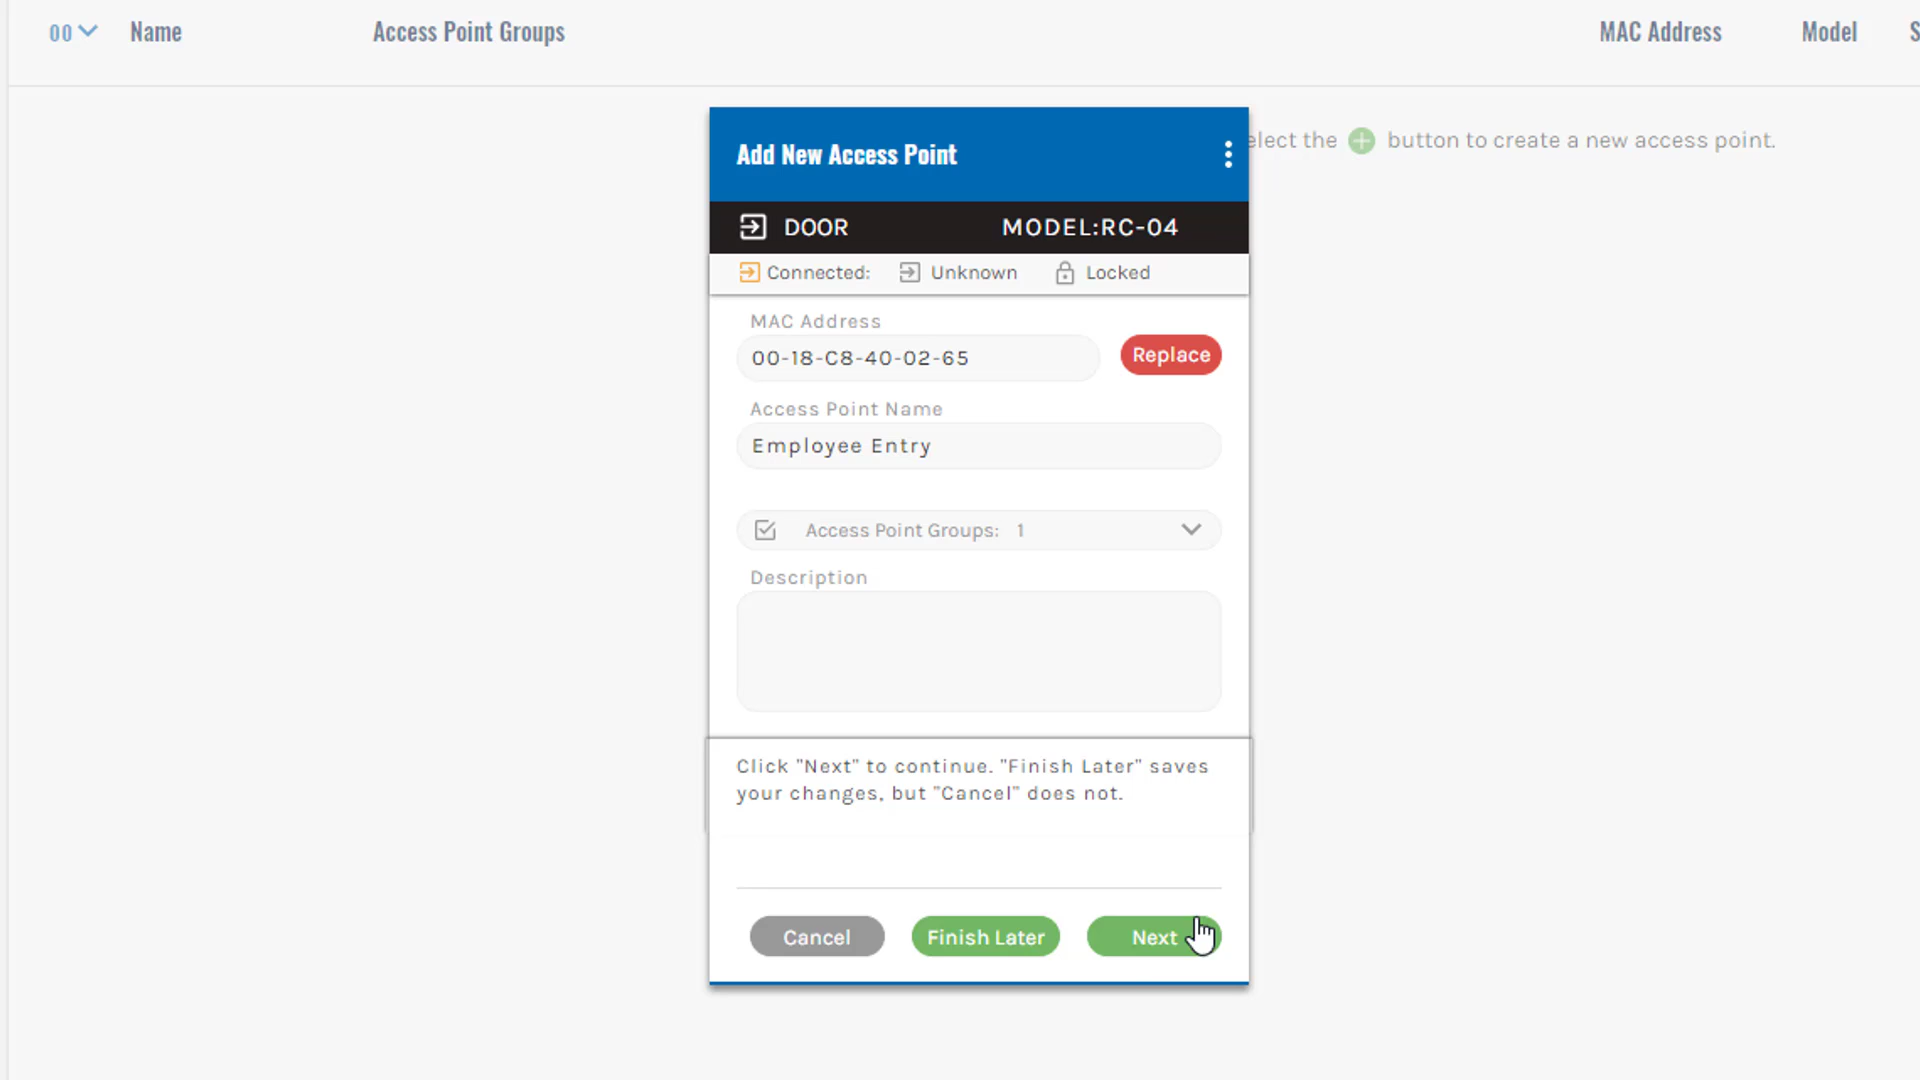 00 Name Access Point Groups MAC Address Model S
elect the button to create a new access point.
Add New Access Point
DOOR MODEL:RC-04
Connected: Unknown Locked
MAC Address
00-18-C8-40-02-65
Replace
Access Point Name
Employee Entry
Access Point Groups: 1
Description
Click "Next" to continue. "Finish Later" saves
your changes, but "Cancel" does not.
Cancel Finish Later Next